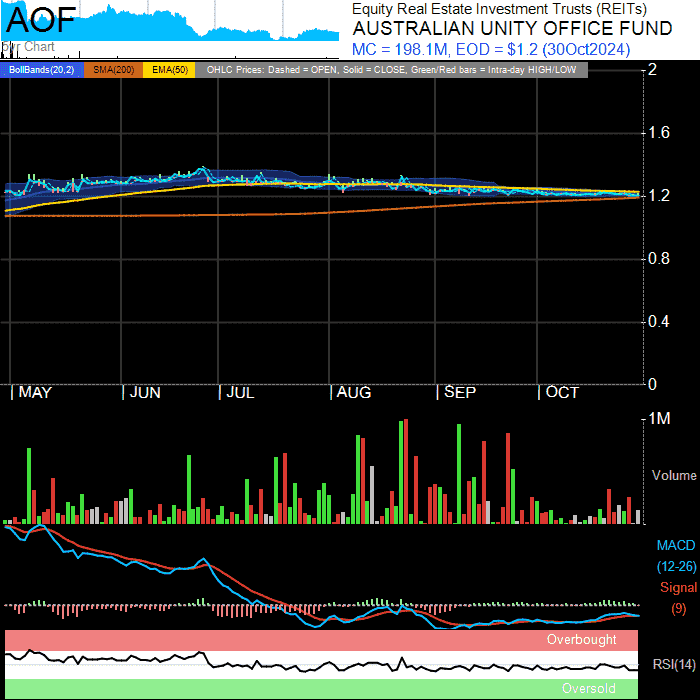 AOF
Equity Real Estate Investment Trusts (REITs)
AUSTRALIAN UNITY OFFICE FUND
MC = 198.1M, EOD = $1.2 (30Oct2024)
Chart
BollBands(20,2) SMA(200) EMA(50) OHLC Prices: Dashed = OPEN, Solid = CLOSE, Green/Red bars = Intra-day HIGH/LOW
2
1.6
1.2
0.8
0.4
0
MAY JUN JUL AUG SEP OCT
1M
Volume
MACD
(12-26)
Signal
(9)
Overbought
RSI(14)
Oversold